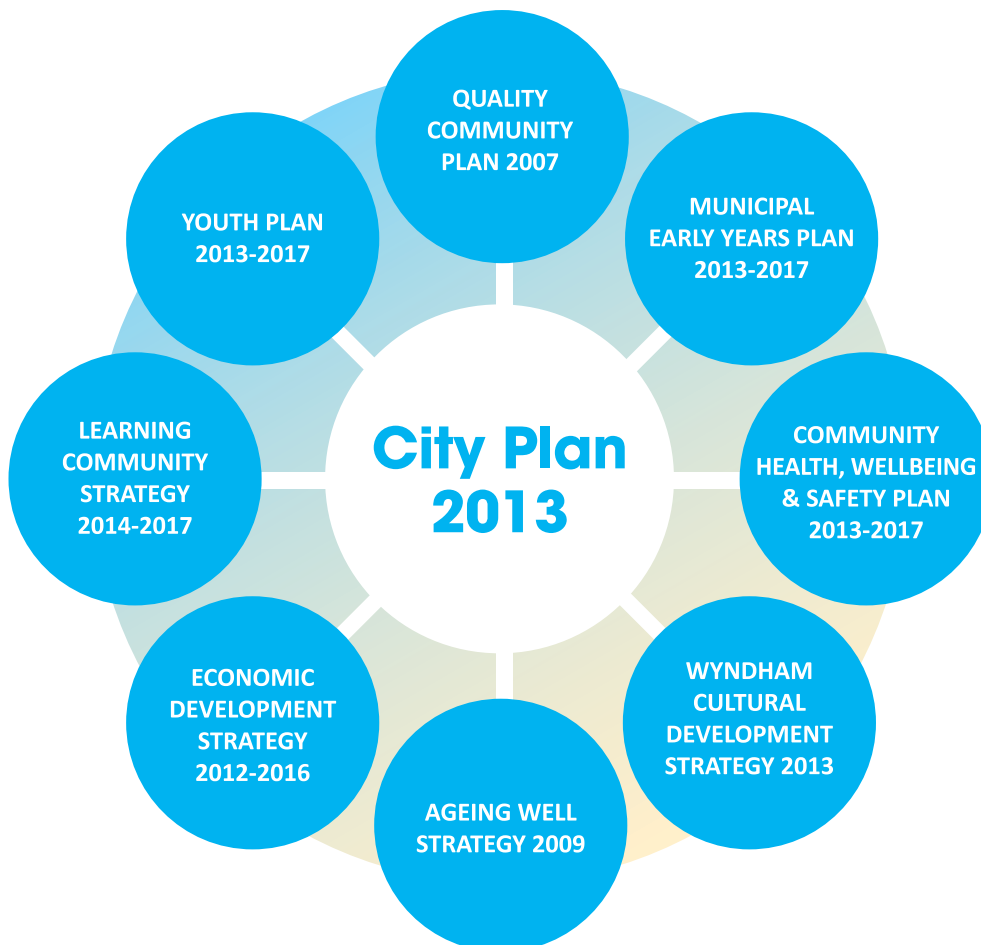 QUALITY
COMMUNITY
PLAN 2007
MUNICIPAL
EARLY YEARS PLAN
2013-2017
COMMUNITY
HEALTH, WELLBEING
& SAFETY PLAN
2013-2017
WYNDHAM
CULTURAL
DEVELOPMENT
STRATEGY 2013
AGEING WELL
STRATEGY 2009
ECONOMIC
DEVELOPMENT
STRATEGY
2012-2016
LEARNING
COMMUNITY
STRATEGY
2014-2017
YOUTH PLAN
2013-2017
City Plan
2013